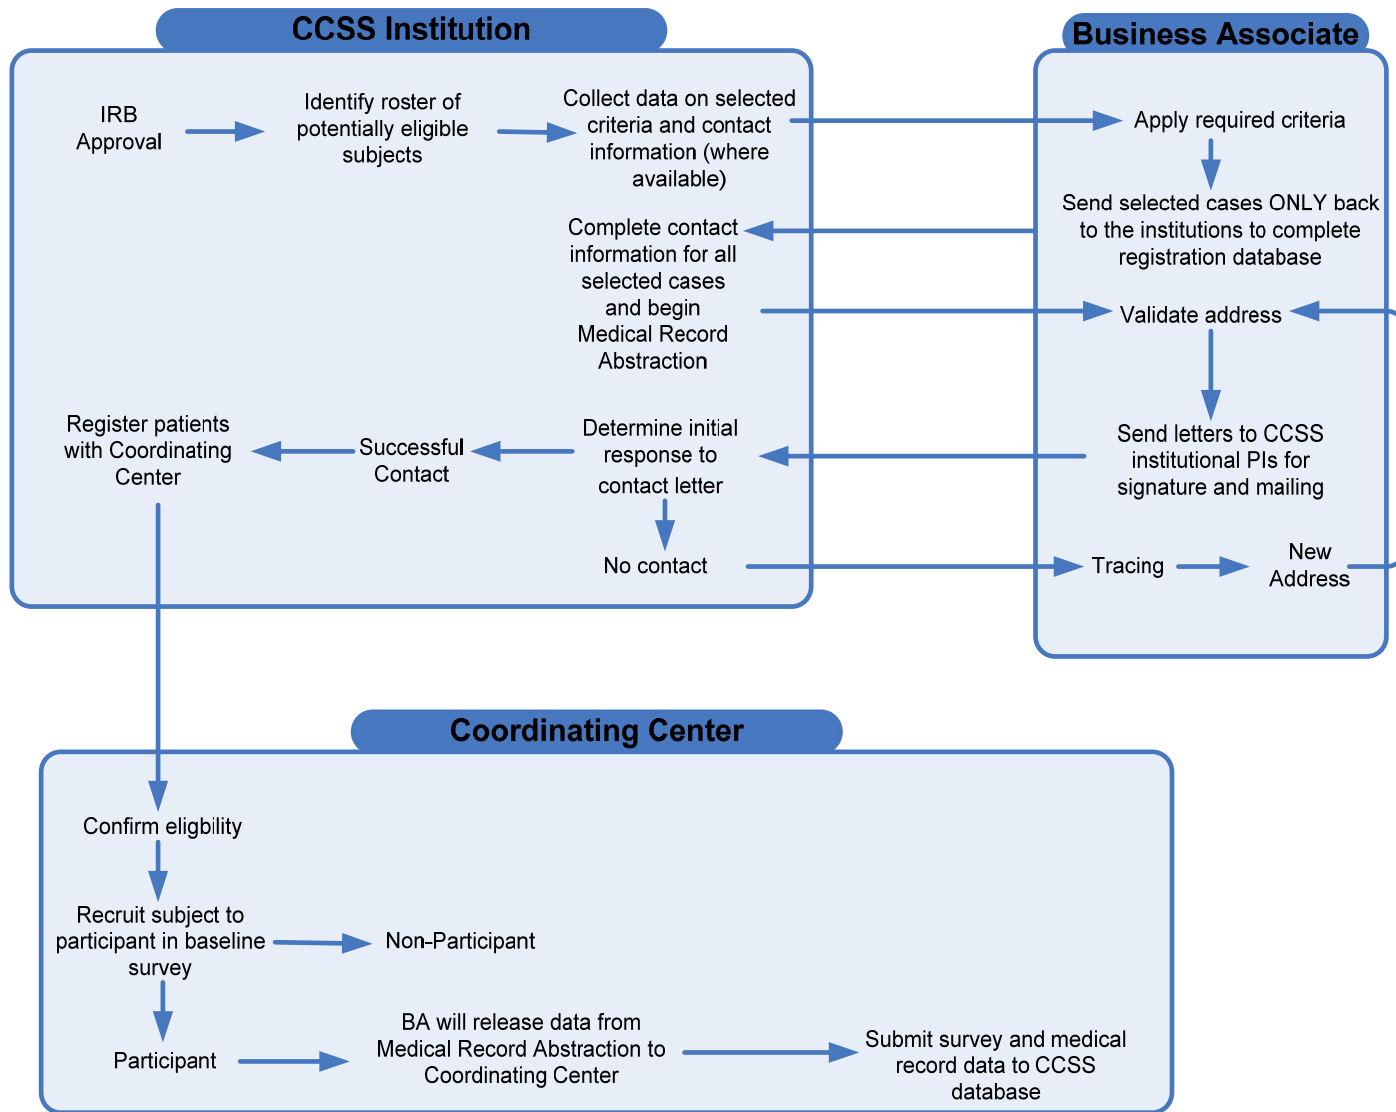 CCSS Institution
IRB
Approval
Identify roster of
potentially eligible
subjects
Collect data on selected
criteria and contact
information (where
available)
Complete contact
information for all
selected cases
and begin
Medical Record
Abstraction
Register patients
with Coordinating
Center
Successful
Contact
Determine initial
response to
contact letter
No contact
Business Associate
Apply required criteria
Send selected cases ONLY back
to the institutions to complete
registration database
Validate address
Send letters to CCSS
institutional PIs for
signature and mailing
Tracing
New
Address
Coordinating Center
Confirm eligbility
Recruit subject to
participant in baseline
survey
Non-Participant
Participant
BA will release data from
Medical Record Abstraction to
Coordinating Center
Submit survey and medical
record data to CCSS
database